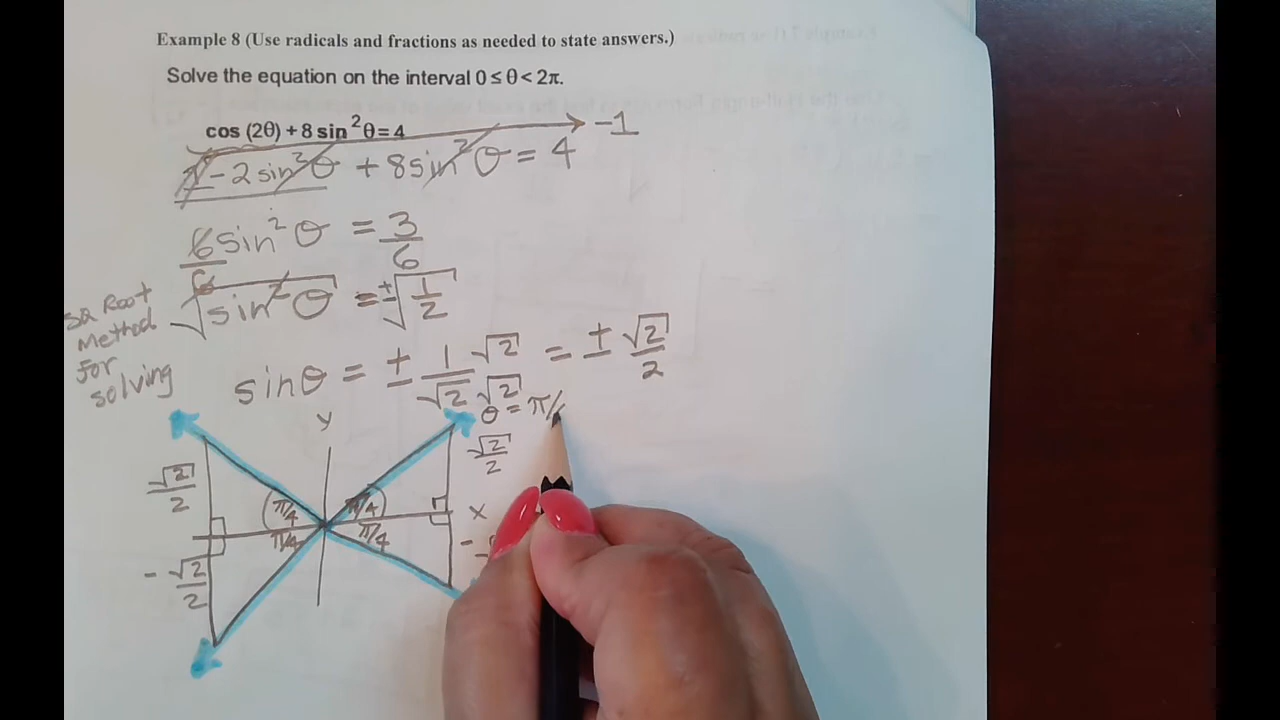 Example 8 (Use radicals and fractions as needed to state answers.)
Solve the equation on the interval 0 ≤ θ < 2π.
cos (2θ) + 8 sin²θ = 4 -1
1 - 2 sin²θ + 8 sin²θ = 4
6 sin²θ / 6 = 3/6
√sin²θ = ±√1/2
SQ Root
Method
For
solving
sinθ = ± 1/√2 √2/√2 = ± √2/2
θ = π/
y
√2/2
√2/2
π/4
π/4
x
π/4
π/4
-
- √2/2